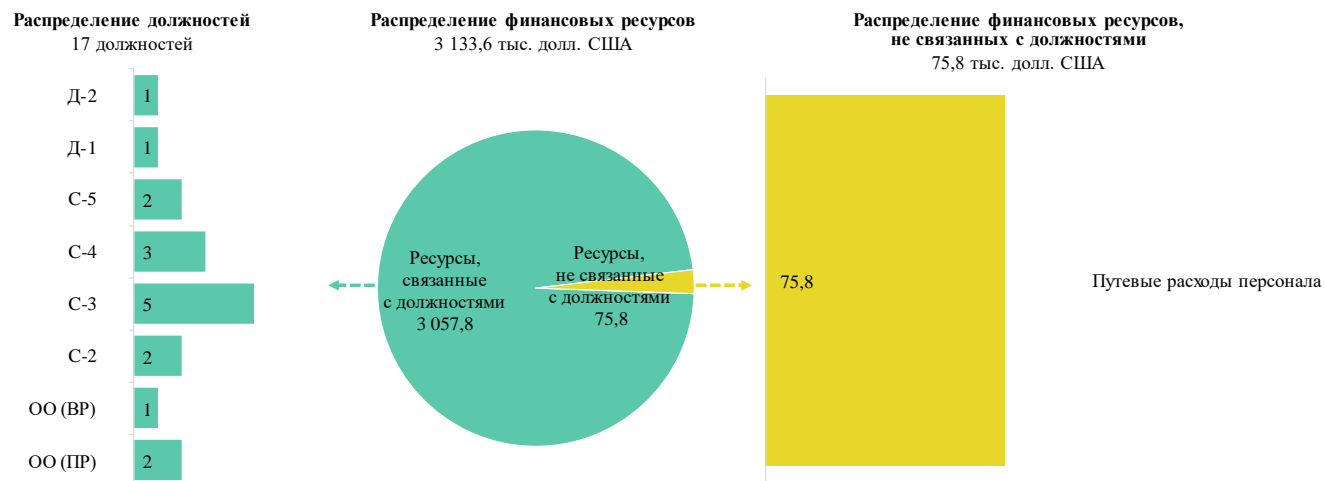 Распределение должностей
17 должностей
Д-2
1
Д-1
1
С-5
2
С-4
3
С-3
5
С-2
2
ОО (ВР)
1
ОО (ПР)
2
Распределение финансовых ресурсов
3 133,6 тыс. долл. США
Ресурсы,
связанные
с должностями
3 057,8
Ресурсы,
не связанные
с должностями
75,8
Распределение финансовых ресурсов,
не связанных с должностями
75,8 тыс. долл. США
75,8
Путевые расходы персонала